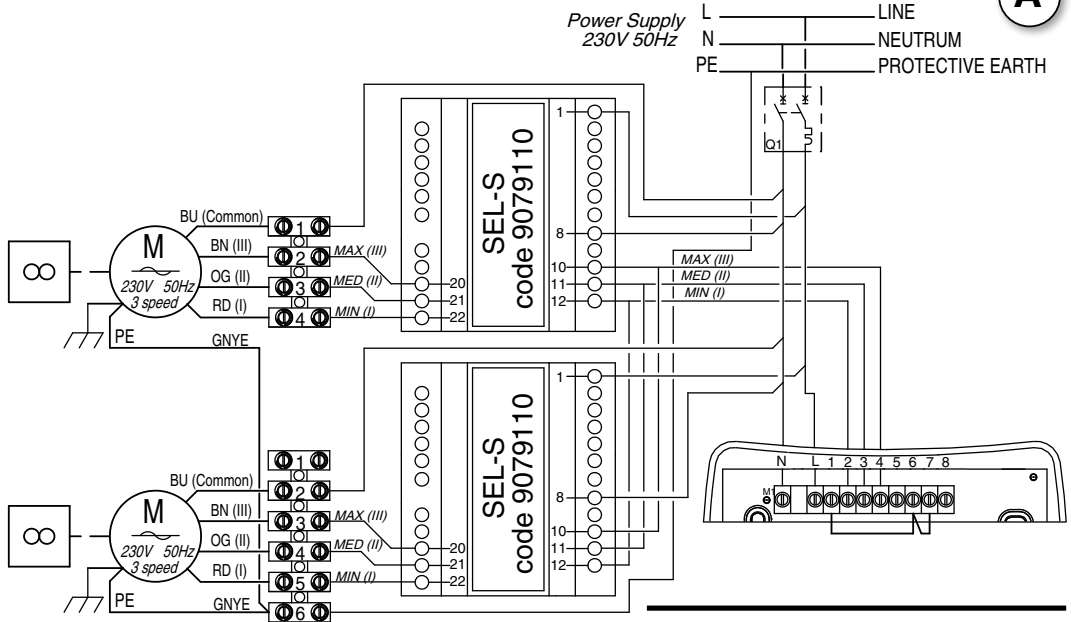 A
Power Supply
230V 50Hz
L LINE
N NEUTRUM
PE PROTECTIVE EARTH
Q1
SEL-S
code 9079110
1
8
10
11
12
20
21
22
MAX (III)
MED (II)
MIN (I)
BU (Common)
BN (III)
OG (II)
RD (I)
1
2
3
4
MAX (III)
MED (II)
MIN (I)
M
230V 50Hz
3 speed
PE
GNYE
SEL-S
code 9079110
1
8
10
11
12
20
21
22
BU (Common)
BN (III)
OG (II)
RD (I)
1
2
3
4
5
6
MAX (III)
MED (II)
MIN (I)
M
230V 50Hz
3 speed
PE
GNYE
N L 1 2 3 4 5 6 7 8
M1